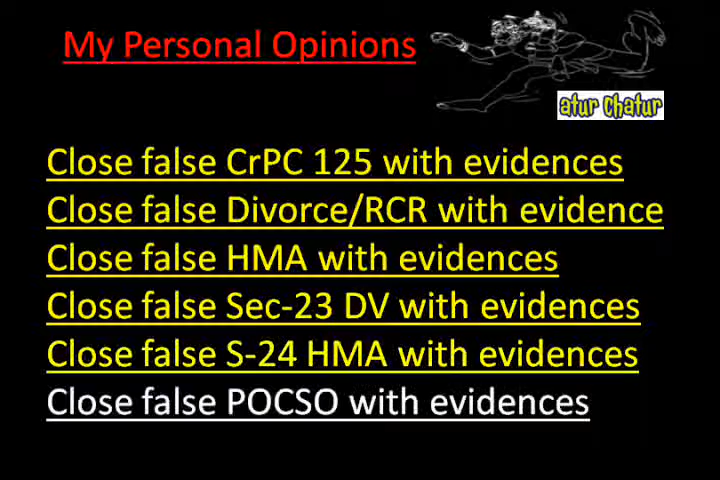 My Personal Opinions
atur Chatur
Close false CrPC 125 with evidences
Close false Divorce/RCR with evidence
Close false HMA with evidences
Close false Sec-23 DV with evidences
Close false S-24 HMA with evidences
Close false POCSO with evidences